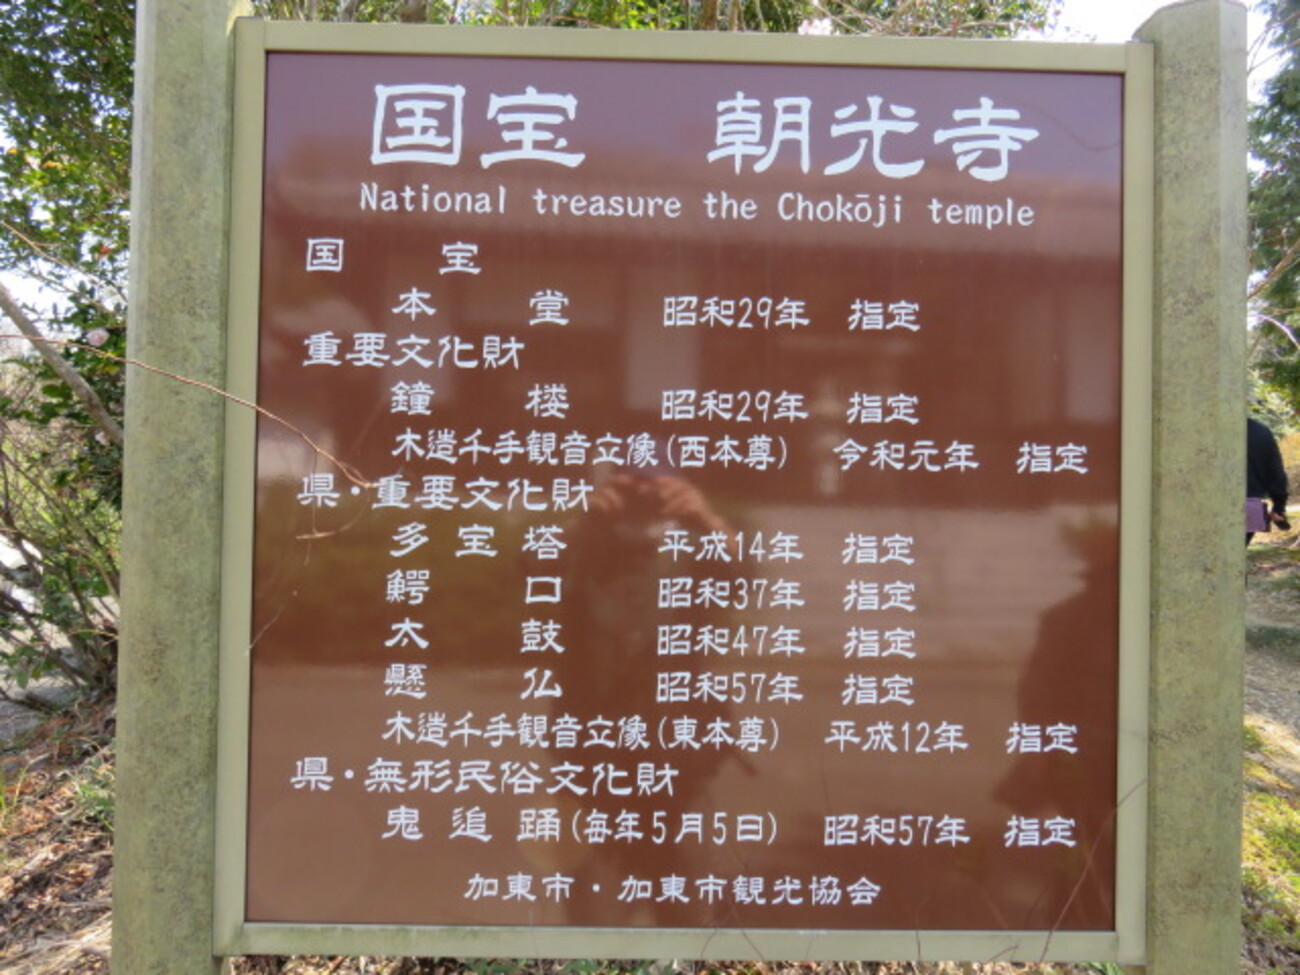 国宝 朝光寺
National treasure the Chokōji temple
国宝
本堂 昭和29年 指定
重要文化財
鐘楼 昭和29年 指定
木造千手観音立像(西本尊) 令和元年 指定
県・重要文化財
多宝塔 平成14年 指定
鰐口 昭和37年 指定
太鼓 昭和47年 指定
懸仏 昭和57年 指定
木造千手観音立像(東本尊) 平成12年 指定
県・無形民俗文化財
鬼追踊(毎年5月5日) 昭和57年 指定
加東市・加東市観光協会